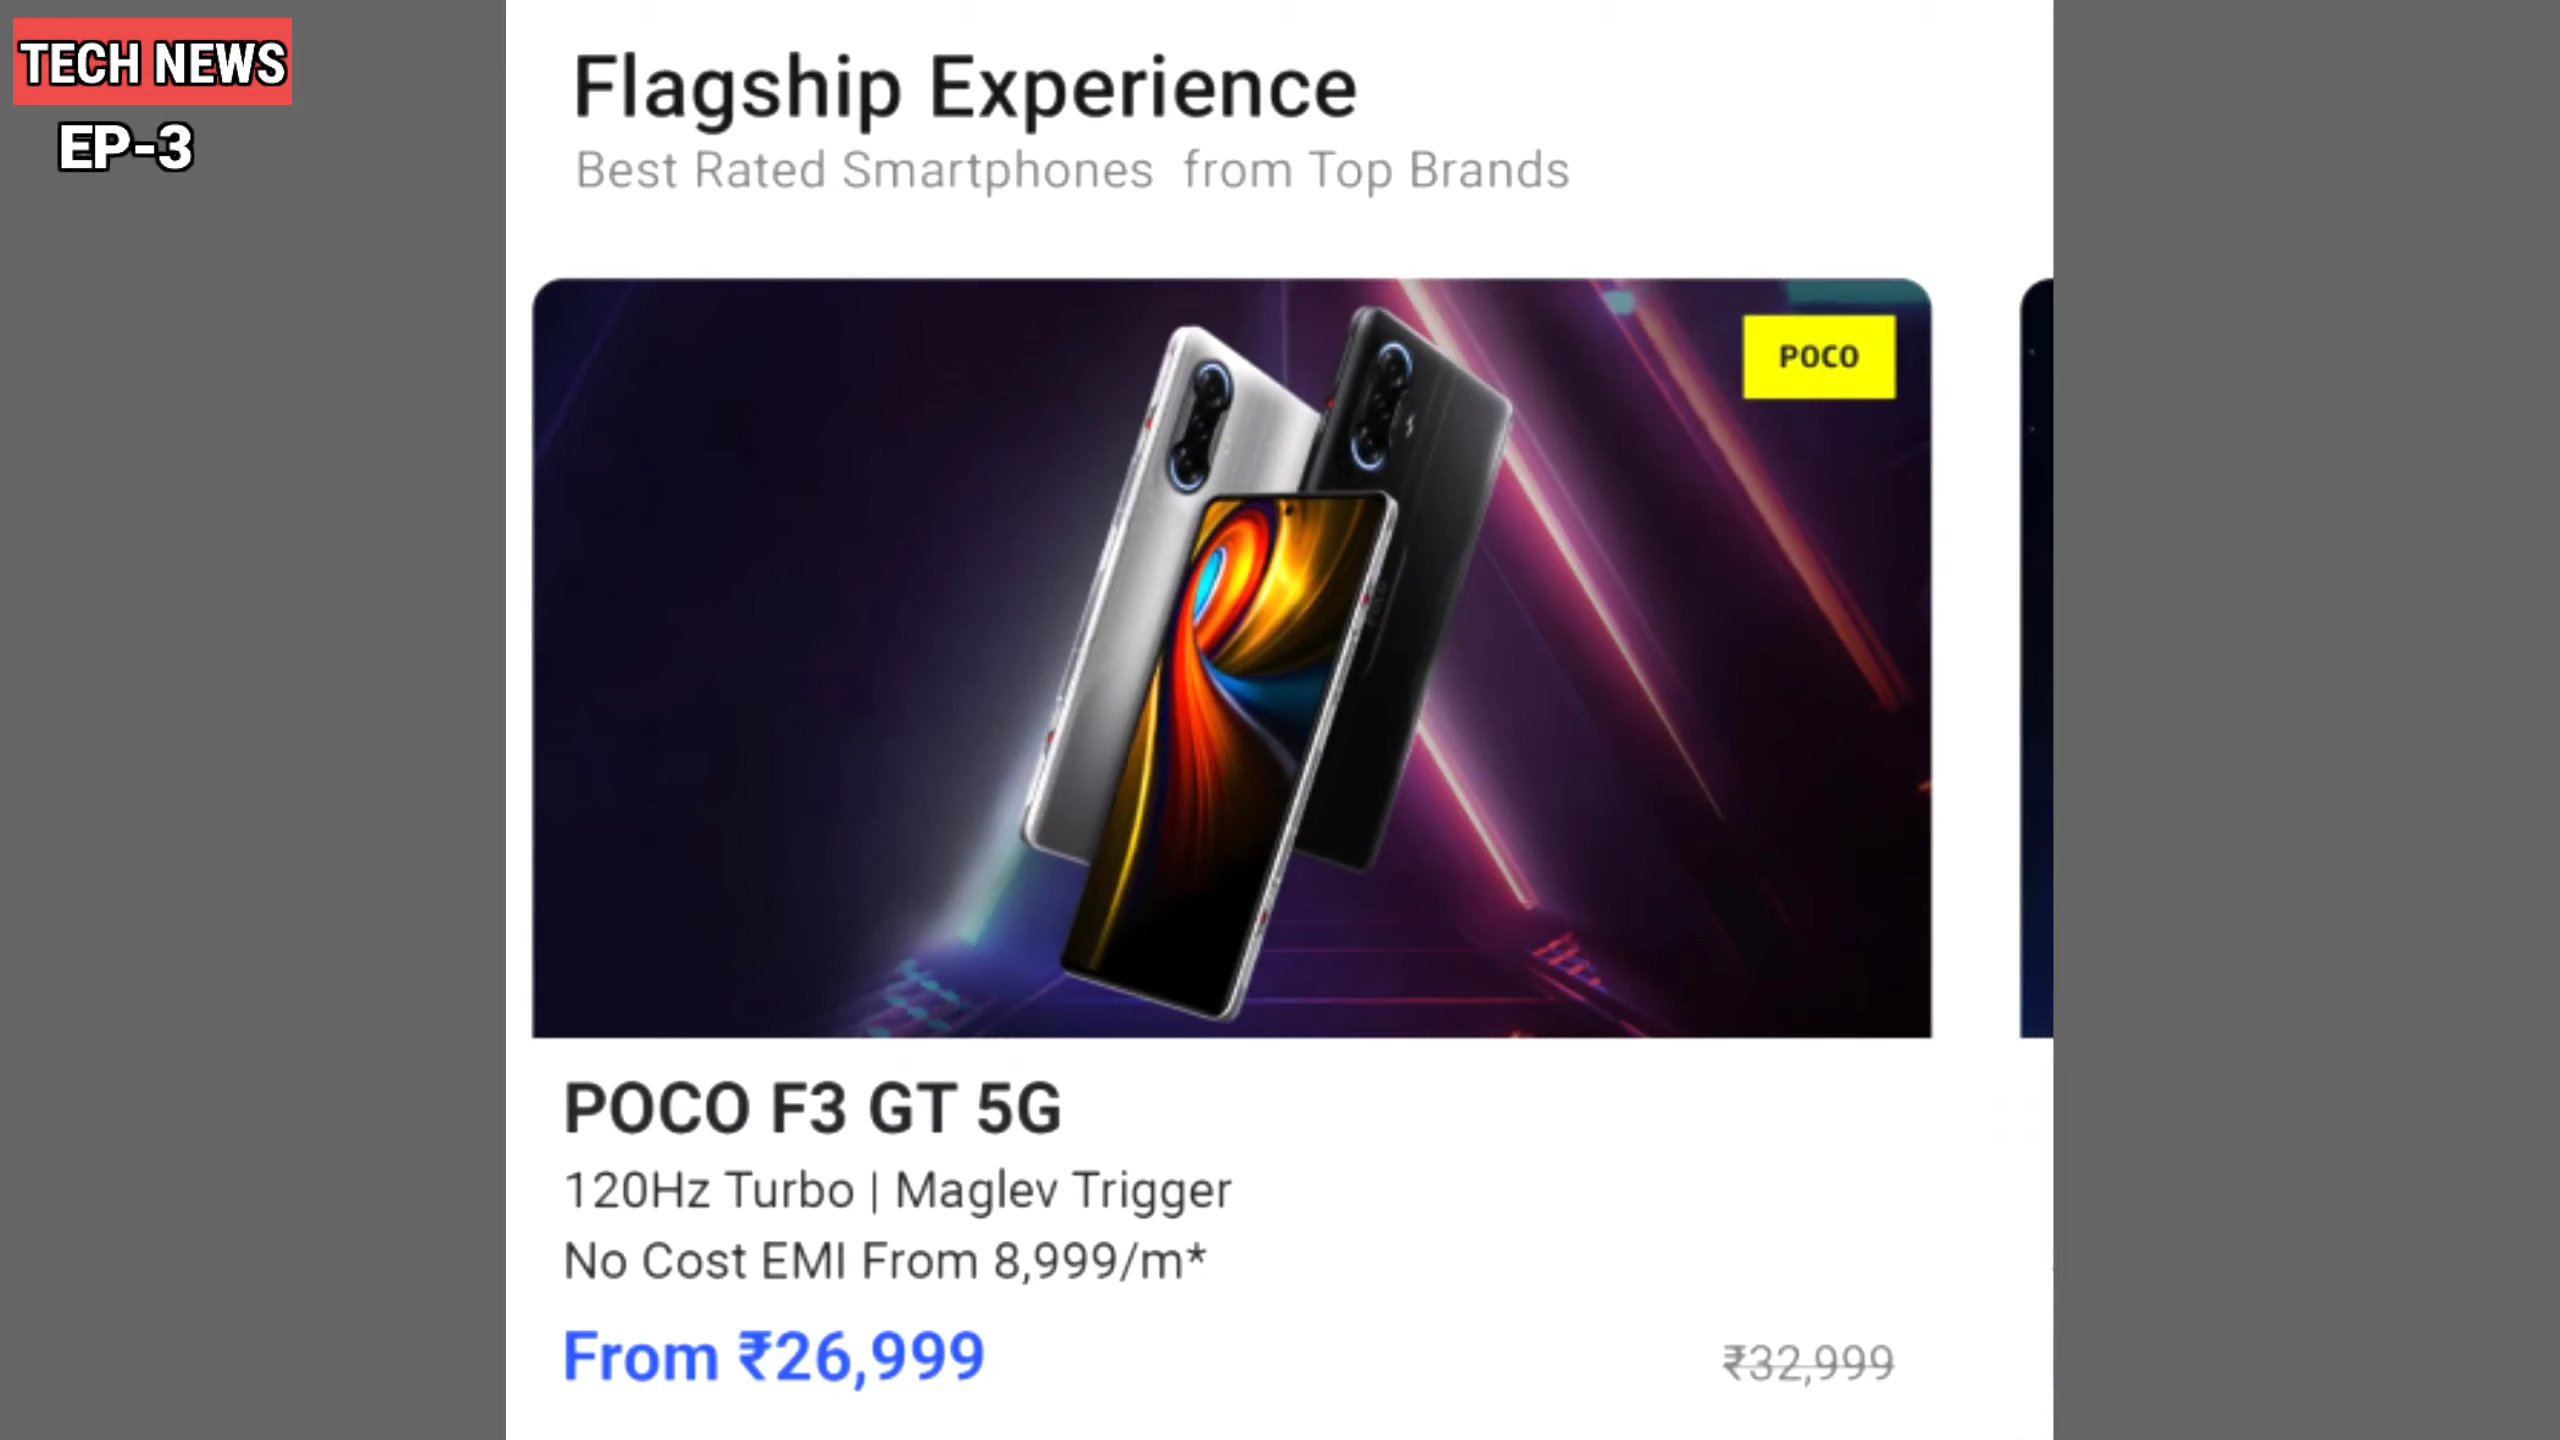 TECH NEWS
EP-3
Flagship Experience
Best Rated Smartphones from Top Brands
POCO
POCO F3 GT 5G
120Hz Turbo | Maglev Trigger
No Cost EMI From 8,999/m*
From ₹26,999
₹32,999